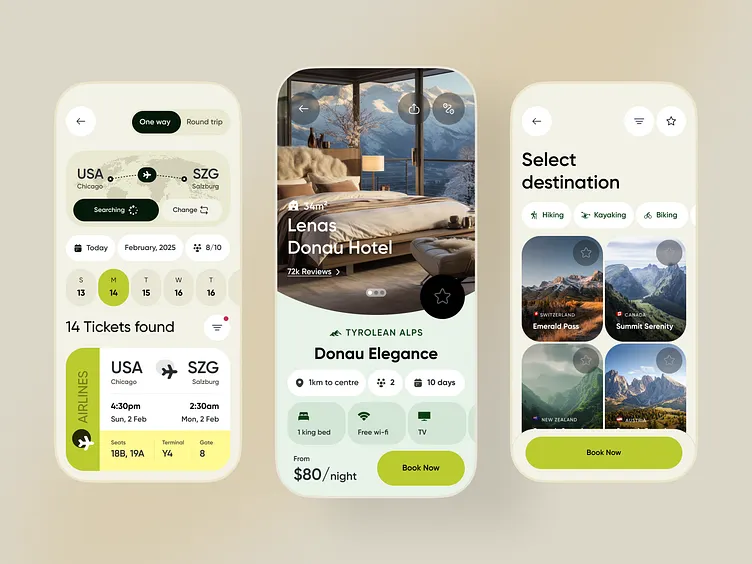 One way
Round trip
USA
Chicago
SZG
Salzburg
Searching
Change
Today
February, 2025
8/10
S
13
M
14
T
15
W
16
T
16
14 Tickets found
AIRLINES
USA
Chicago
SZG
Salzburg
4:30pm
2:30am
Sun, 2 Feb
Mon, 2 Feb
Seats
Terminal
Gate
18B, 19A
Y4
8
34m²
Lenas
Donau Hotel
72k Reviews
TYROLEAN ALPS
Donau Elegance
1km to centre
2
10 days
1 king bed
Free wi-fi
TV
From
$80/night
Book Now
Select
destination
Hiking
Kayaking
Biking
SWITZERLAND
Emerald Pass
CANADA
Summit Serenity
NEW ZEALAND
AUSTRIA
Book Now